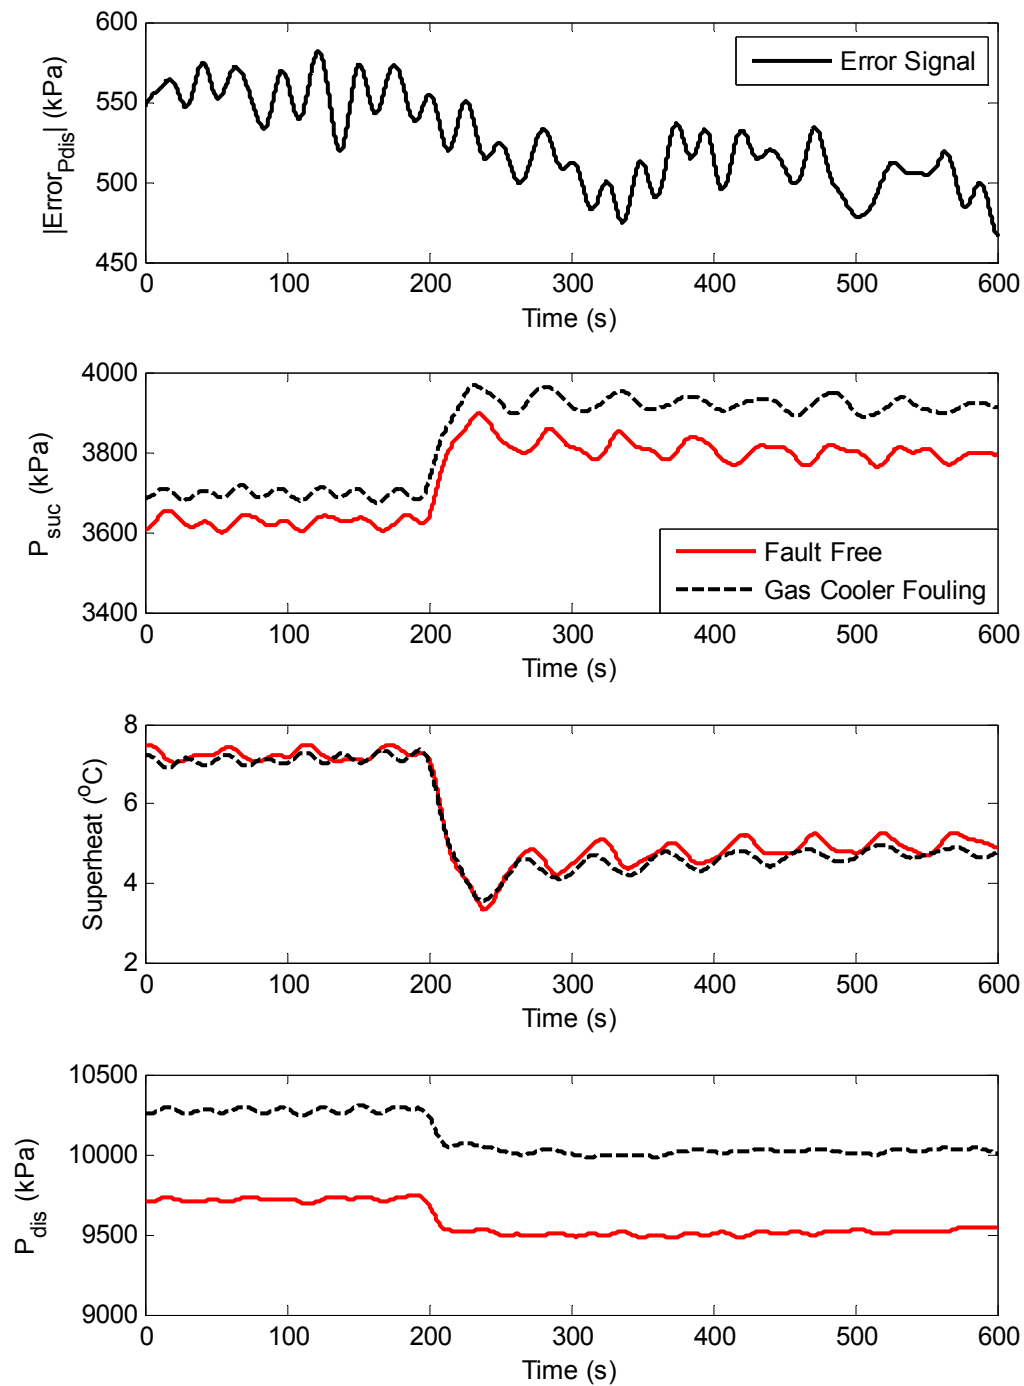 600
550
500
450
|Error_Pdis| (kPa)
Error Signal
0 100 200 300 400 500 600
Time (s)
4000
3800
3600
3400
P_suc (kPa)
Fault Free
Gas Cooler Fouling
0 100 200 300 400 500 600
Time (s)
8
6
4
2
Superheat (°C)
0 100 200 300 400 500 600
Time (s)
10500
10000
9500
9000
P_dis (kPa)
0 100 200 300 400 500 600
Time (s)